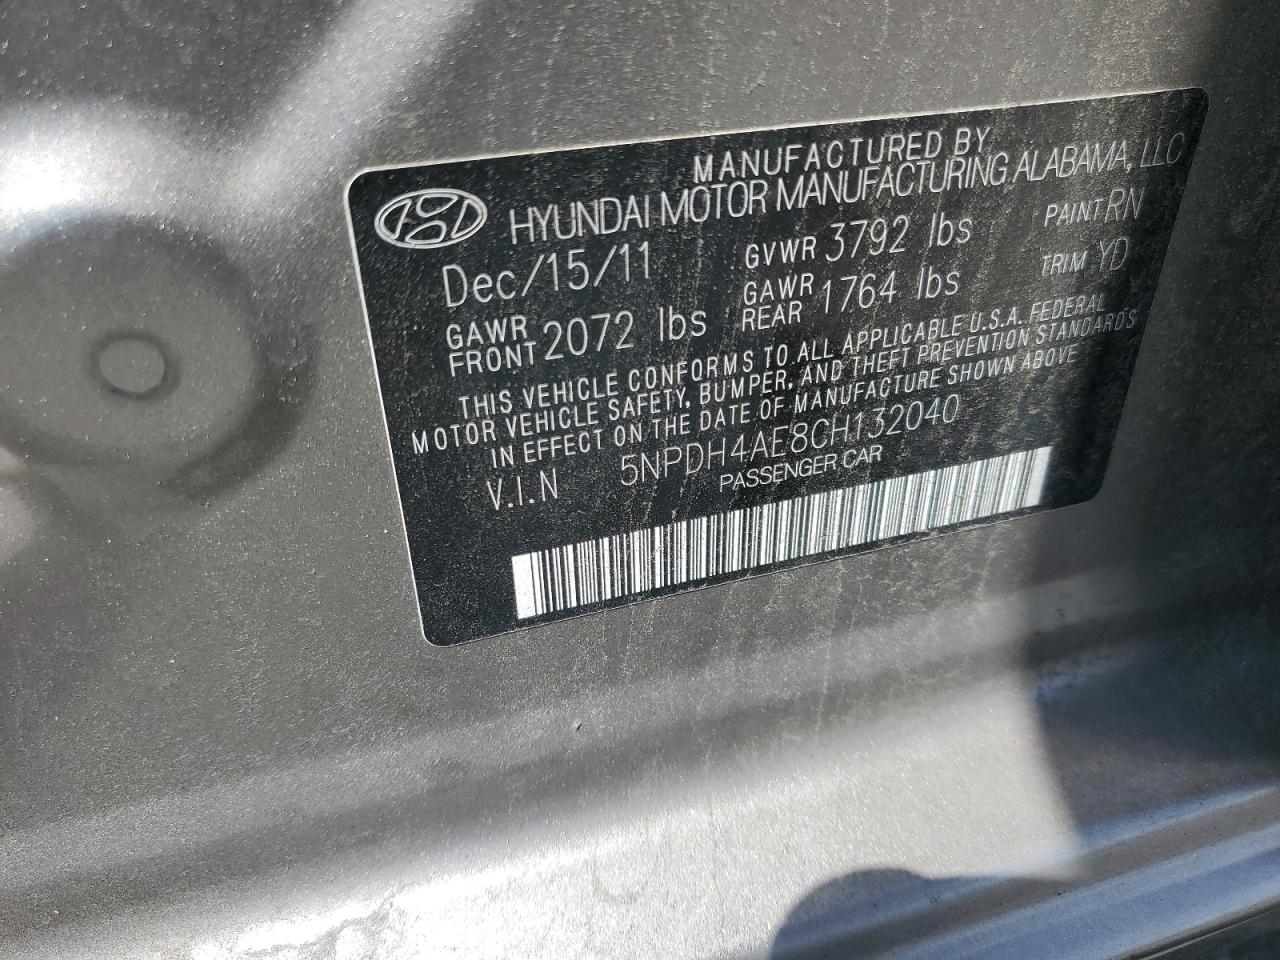 MANUFACTURED BY
HYUNDAI MOTOR MANUFACTURING ALABAMA, LLC
Dec/15/11 GVWR 3792 lbs PAINT RN
GAWR FRONT 2072 lbs GAWR REAR 1764 lbs TRIM YD
THIS VEHICLE CONFORMS TO ALL APPLICABLE U.S.A. FEDERAL
MOTOR VEHICLE SAFETY, BUMPER, AND THEFT PREVENTION STANDARDS
IN EFFECT ON THE DATE OF MANUFACTURE SHOWN ABOVE
V.I.N 5NPDH4AE8CH132040
PASSENGER CAR